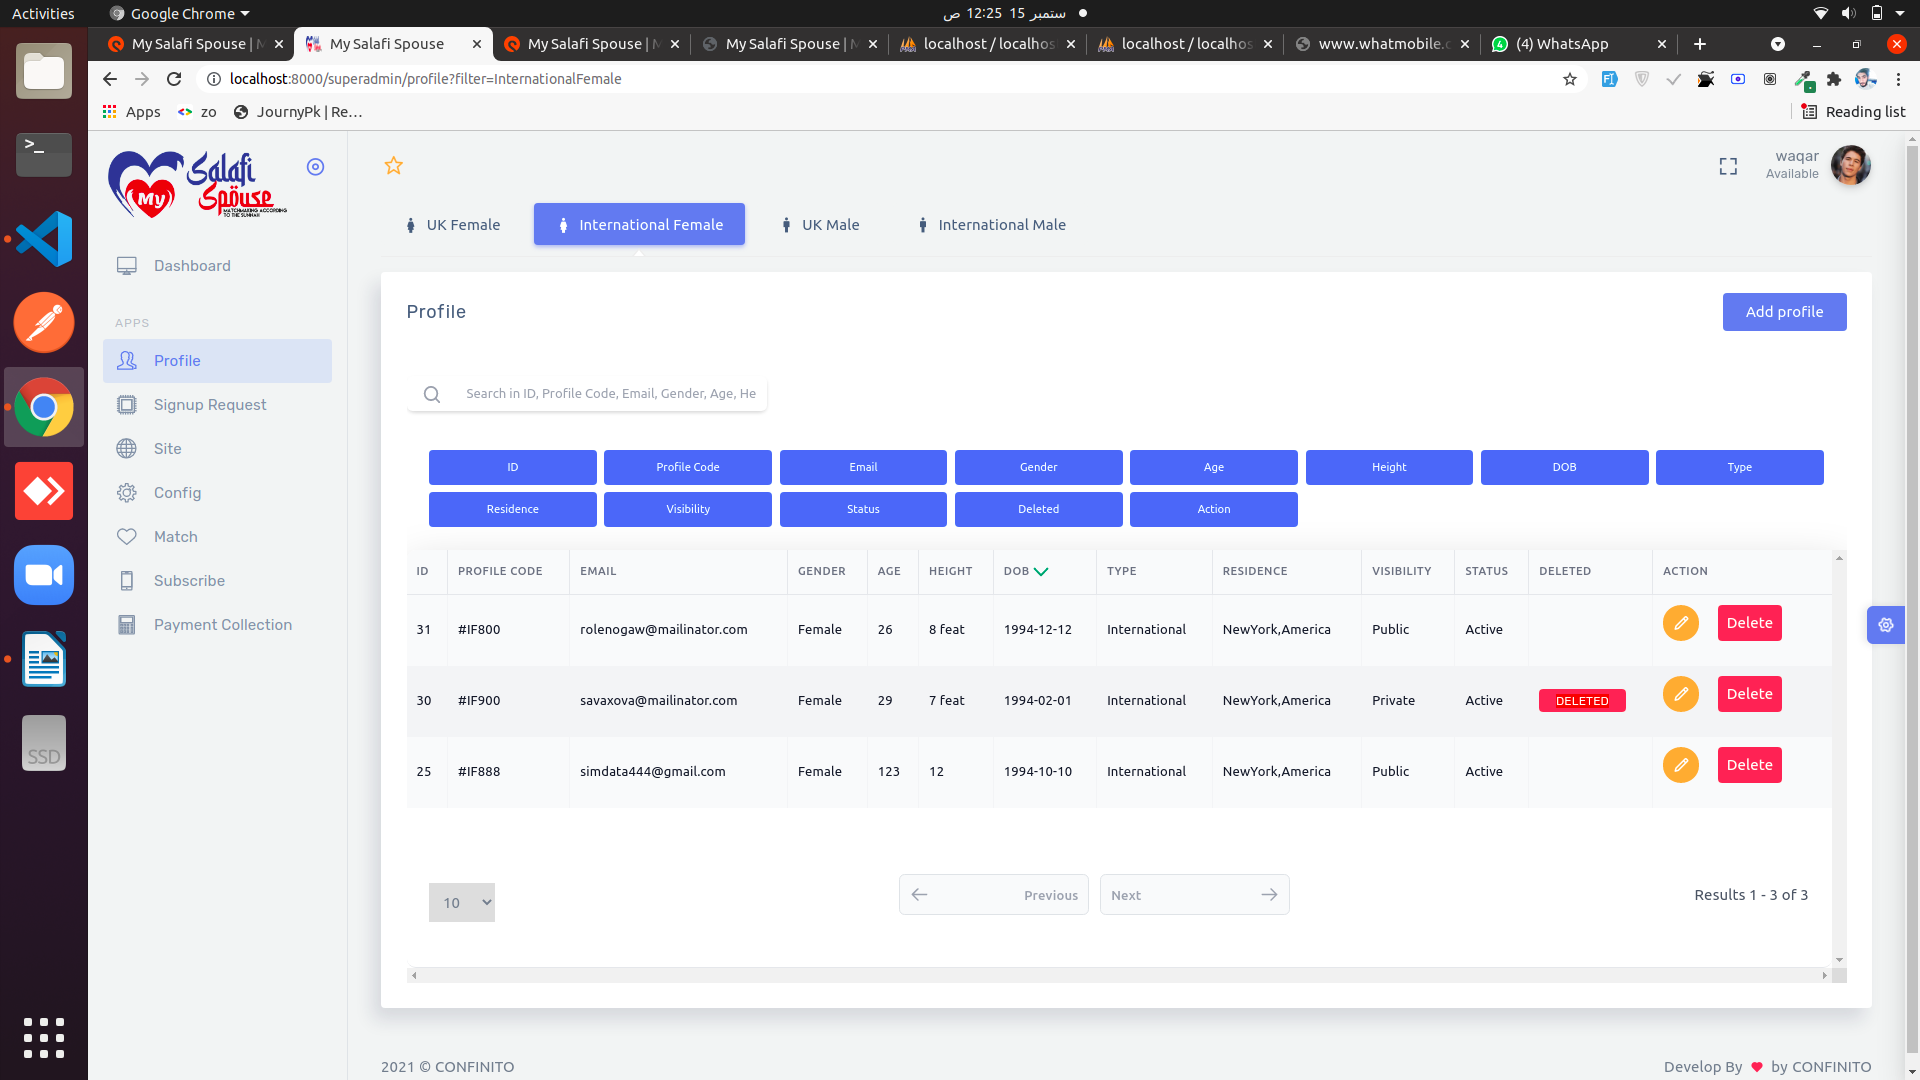 Activities
Google Chrome
ستمبر 15  12:25 ص
My Salafi Spouse | M
My Salafi Spouse
My Salafi Spouse | M
My Salafi Spouse | M
localhost / localhos
localhost / localhos
www.whatmobile.c
(4) WhatsApp
localhost:8000/superadmin/profile?filter=InternationalFemale
Apps
zo
JournyPk | Re…
Reading list
My Salafi Spouse
MATCHMAKING ACCORDING
TO THE SUNNAH
waqar
Available
UK Female
International Female
UK Male
International Male
Dashboard
APPS
Profile
Signup Request
Site
Config
Match
Subscribe
Payment Collection
Profile
Add profile
Search in ID, Profile Code, Email, Gender, Age, He
ID Profile Code Email Gender Age Height DOB Type
Residence Visibility Status Deleted Action
ID PROFILE CODE EMAIL GENDER AGE HEIGHT DOB TYPE RESIDENCE VISIBILITY STATUS DELETED ACTION
31 #IF800 rolenogaw@mailinator.com Female 26 8 feat 1994-12-12 International NewYork,America Public Active Delete
30 #IF900 savaxova@mailinator.com Female 29 7 feat 1994-02-01 International NewYork,America Private Active DELETED Delete
25 #IF888 simdata444@gmail.com Female 123 12 1994-10-10 International NewYork,America Public Active Delete
10
Previous
Next
Results 1 - 3 of 3
SSD
2021 © CONFINITO
Develop By ♥ by CONFINITO